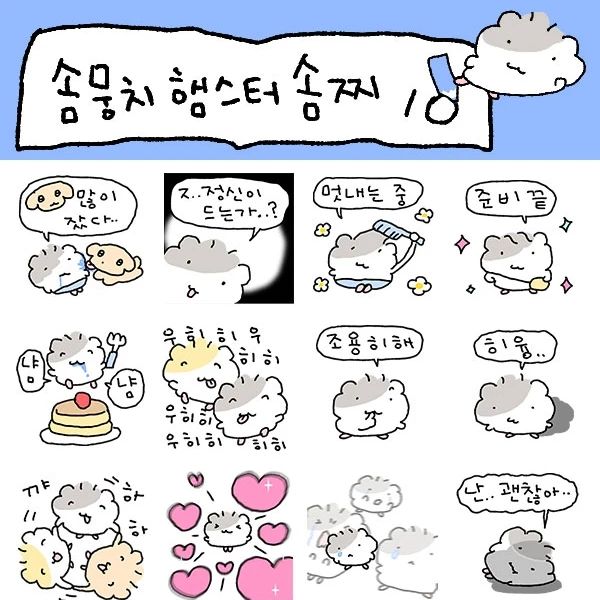 솜뭉치 햄스터 솜찌 10
많이
잤다..
ㅈ..정신이
드는가..?
멋내는 중
준비 끝
냠
냠
우히히우
히히
우히히
우히히
히히
조용히해
히융..
꺄
하
하
난..괜찮아..